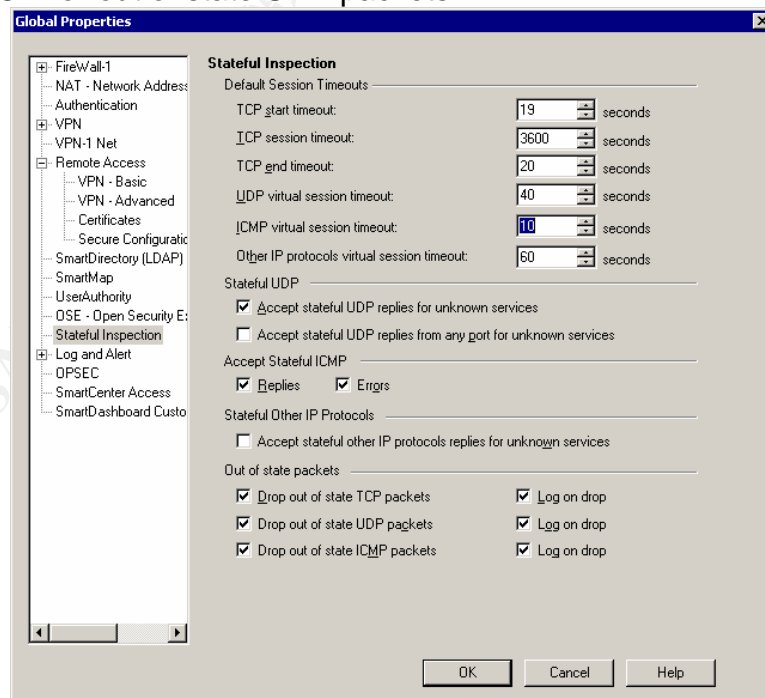 Global Properties
FireWall-1
NAT - Network Address
Authentication
VPN
VPN-1 Net
Remote Access
VPN - Basic
VPN - Advanced
Certificates
Secure Configuratic
SmartDirectory (LDAP)
SmartMap
UserAuthority
OSE - Open Security E
Stateful Inspection
Log and Alert
OPSEC
SmartCenter Access
SmartDashboard Custo
Stateful Inspection
Default Session Timeouts
TCP start timeout: 19 seconds
TCP session timeout: 3600 seconds
TCP end timeout: 20 seconds
UDP virtual session timeout: 40 seconds
ICMP virtual session timeout: 10 seconds
Other IP protocols virtual session timeout: 60 seconds
Stateful UDP
Accept stateful UDP replies for unknown services
Accept stateful UDP replies from any port for unknown services
Accept Stateful ICMP
Replies Errors
Stateful Other IP Protocols
Accept stateful other IP protocols replies for unknown services
Out of state packets
Drop out of state TCP packets Log on drop
Drop out of state UDP packets Log on drop
Drop out of state ICMP packets Log on drop
OK Cancel Help